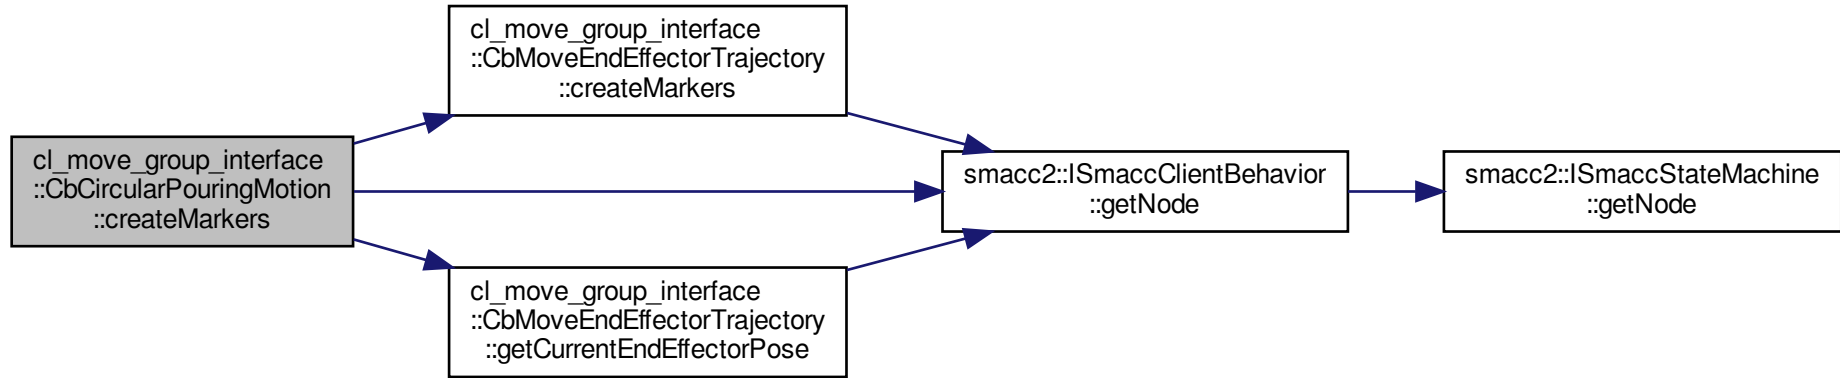 cl_move_group_interface
::CbCircularPouringMotion
::createMarkers
cl_move_group_interface
::CbMoveEndEffectorTrajectory
::createMarkers
cl_move_group_interface
::CbMoveEndEffectorTrajectory
::getCurrentEndEffectorPose
smacc2::ISmaccClientBehavior
::getNode
smacc2::ISmaccStateMachine
::getNode